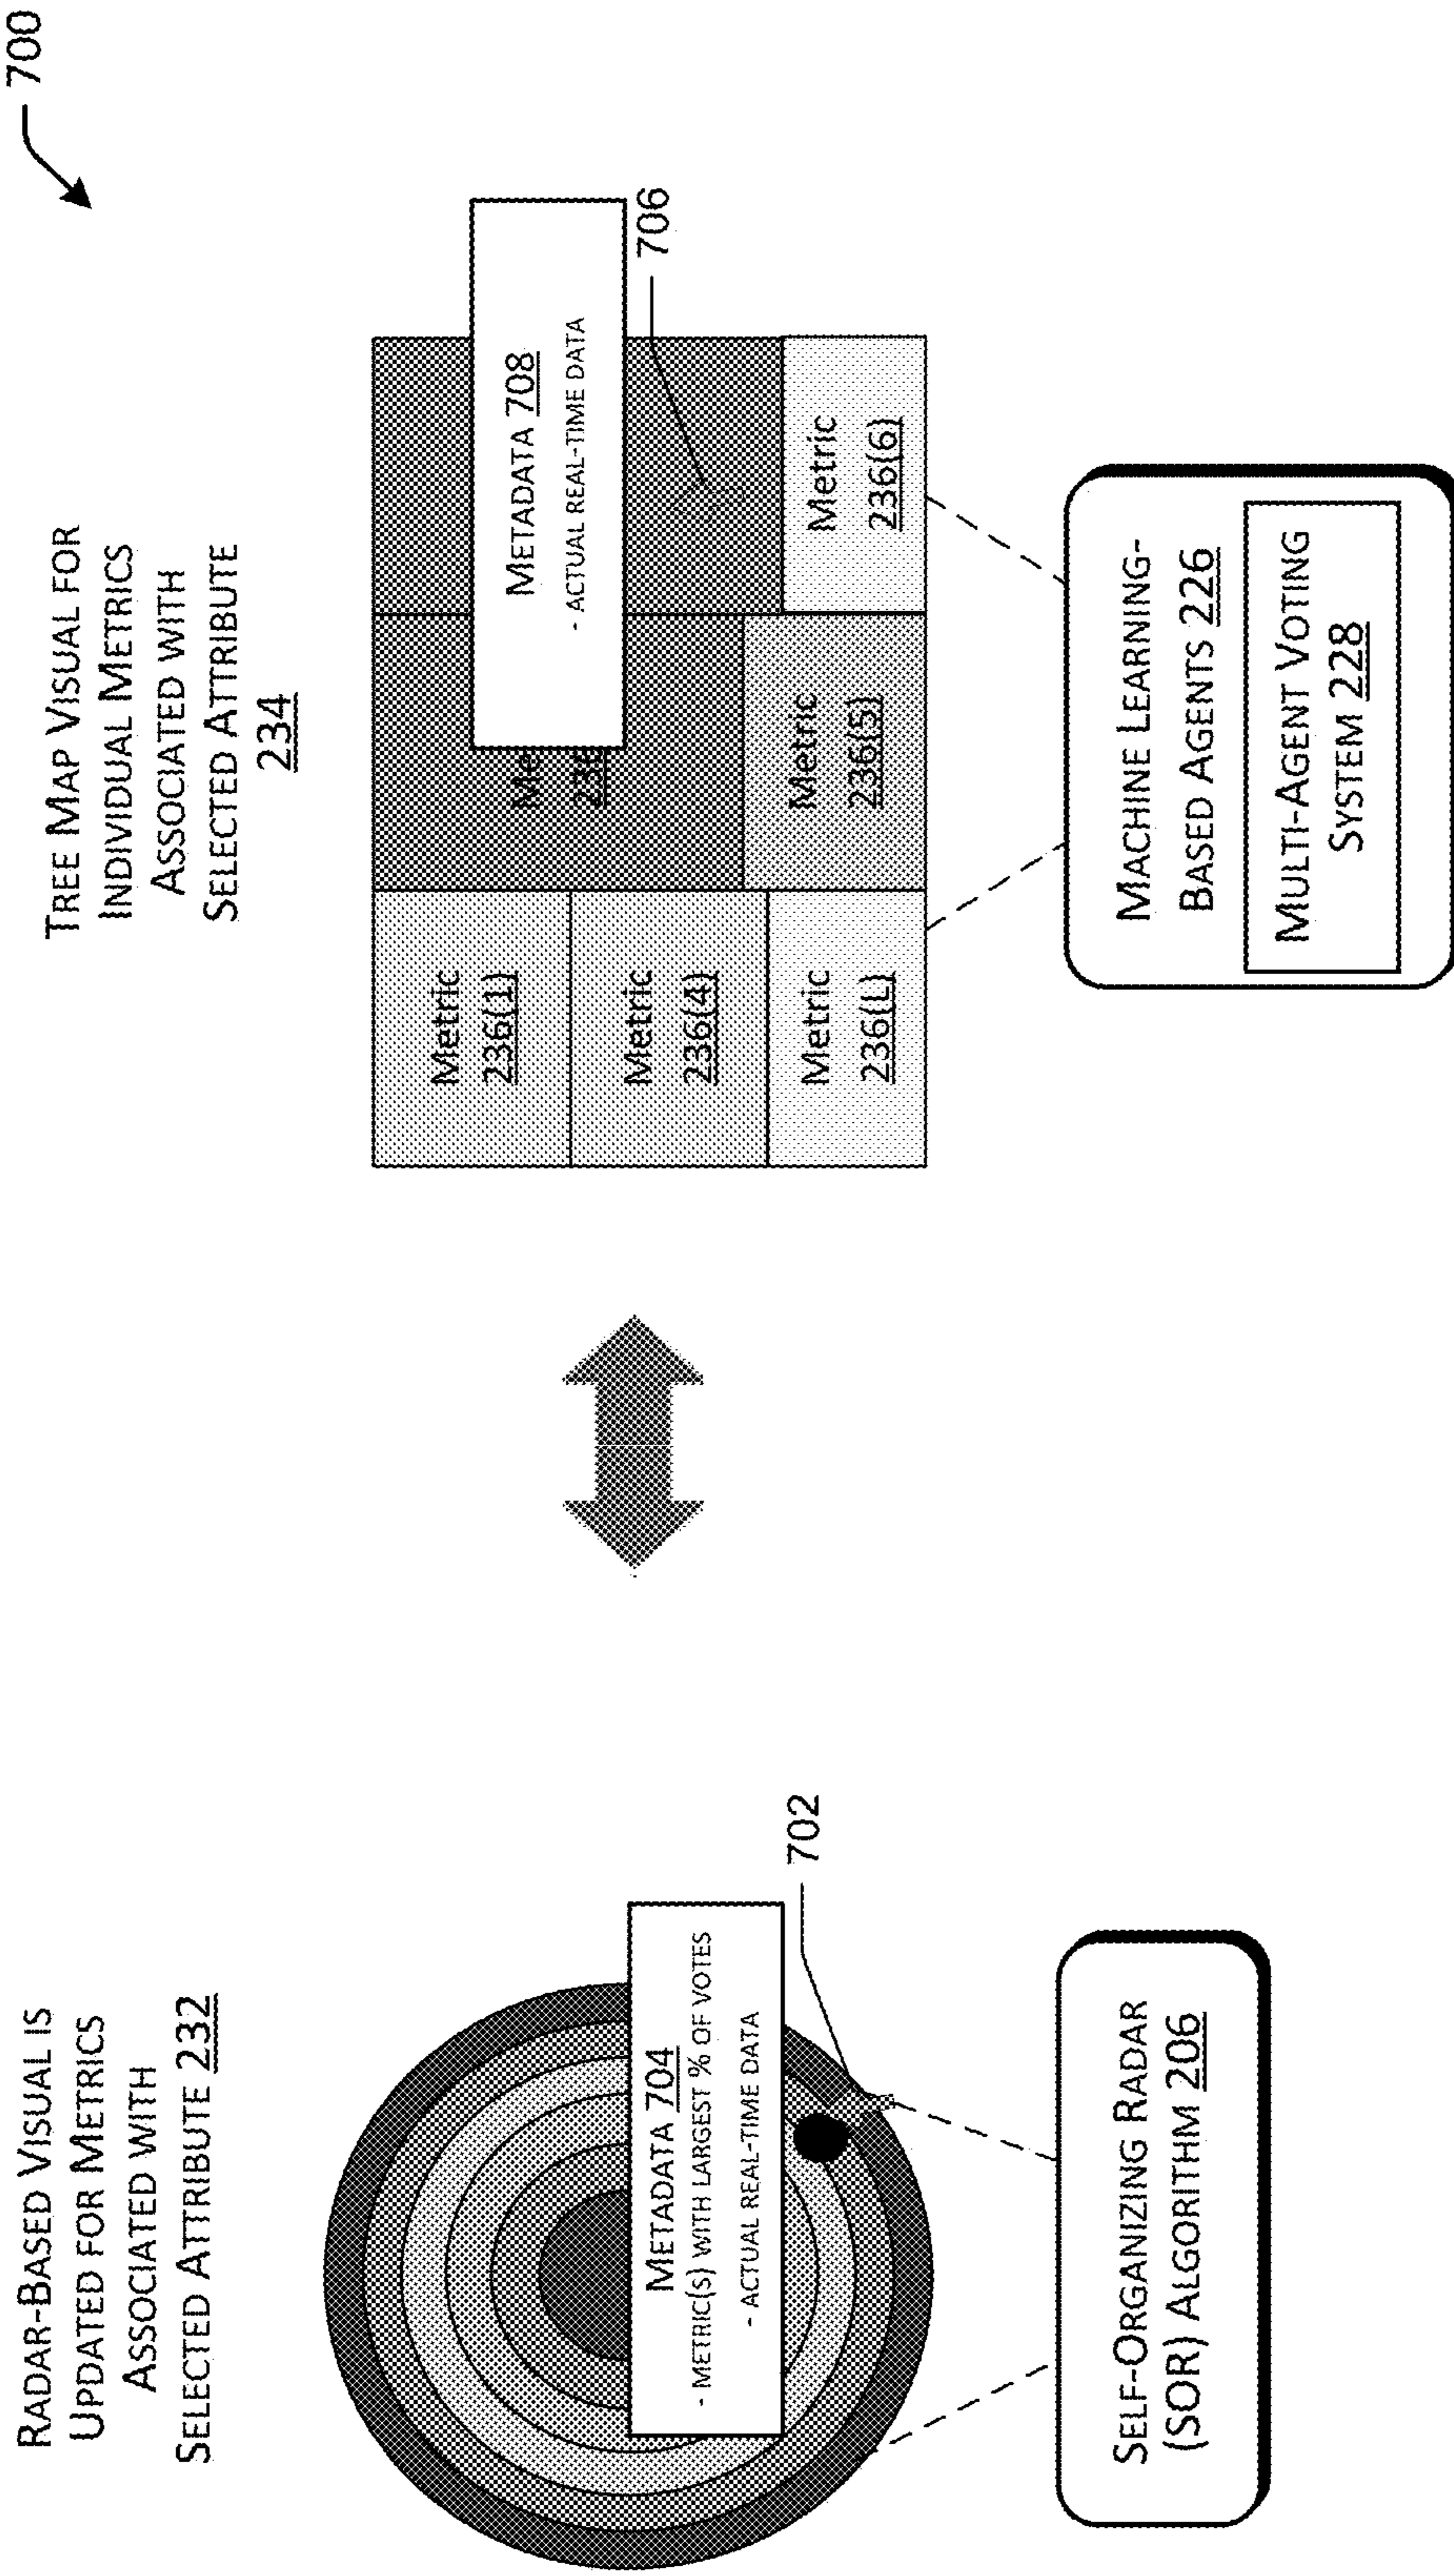 700
RADAR-BASED VISUAL IS
UPDATED FOR METRICS
ASSOCIATED WITH
SELECTED ATTRIBUTE 232
METADATA 704
- METRIC(S) WITH LARGEST % OF VOTES
- ACTUAL REAL-TIME DATA
702
SELF-ORGANIZING RADAR
(SOR) ALGORITHM 206
TREE MAP VISUAL FOR
INDIVIDUAL METRICS
ASSOCIATED WITH
SELECTED ATTRIBUTE
234
Metric
236(1)
Metric
236(4)
Metric
236(L)
Me
236
Metric
236(5)
METADATA 708
- ACTUAL REAL-TIME DATA
706
Metric
236(6)
MACHINE LEARNING-
BASED AGENTS 226
MULTI-AGENT VOTING
SYSTEM 228